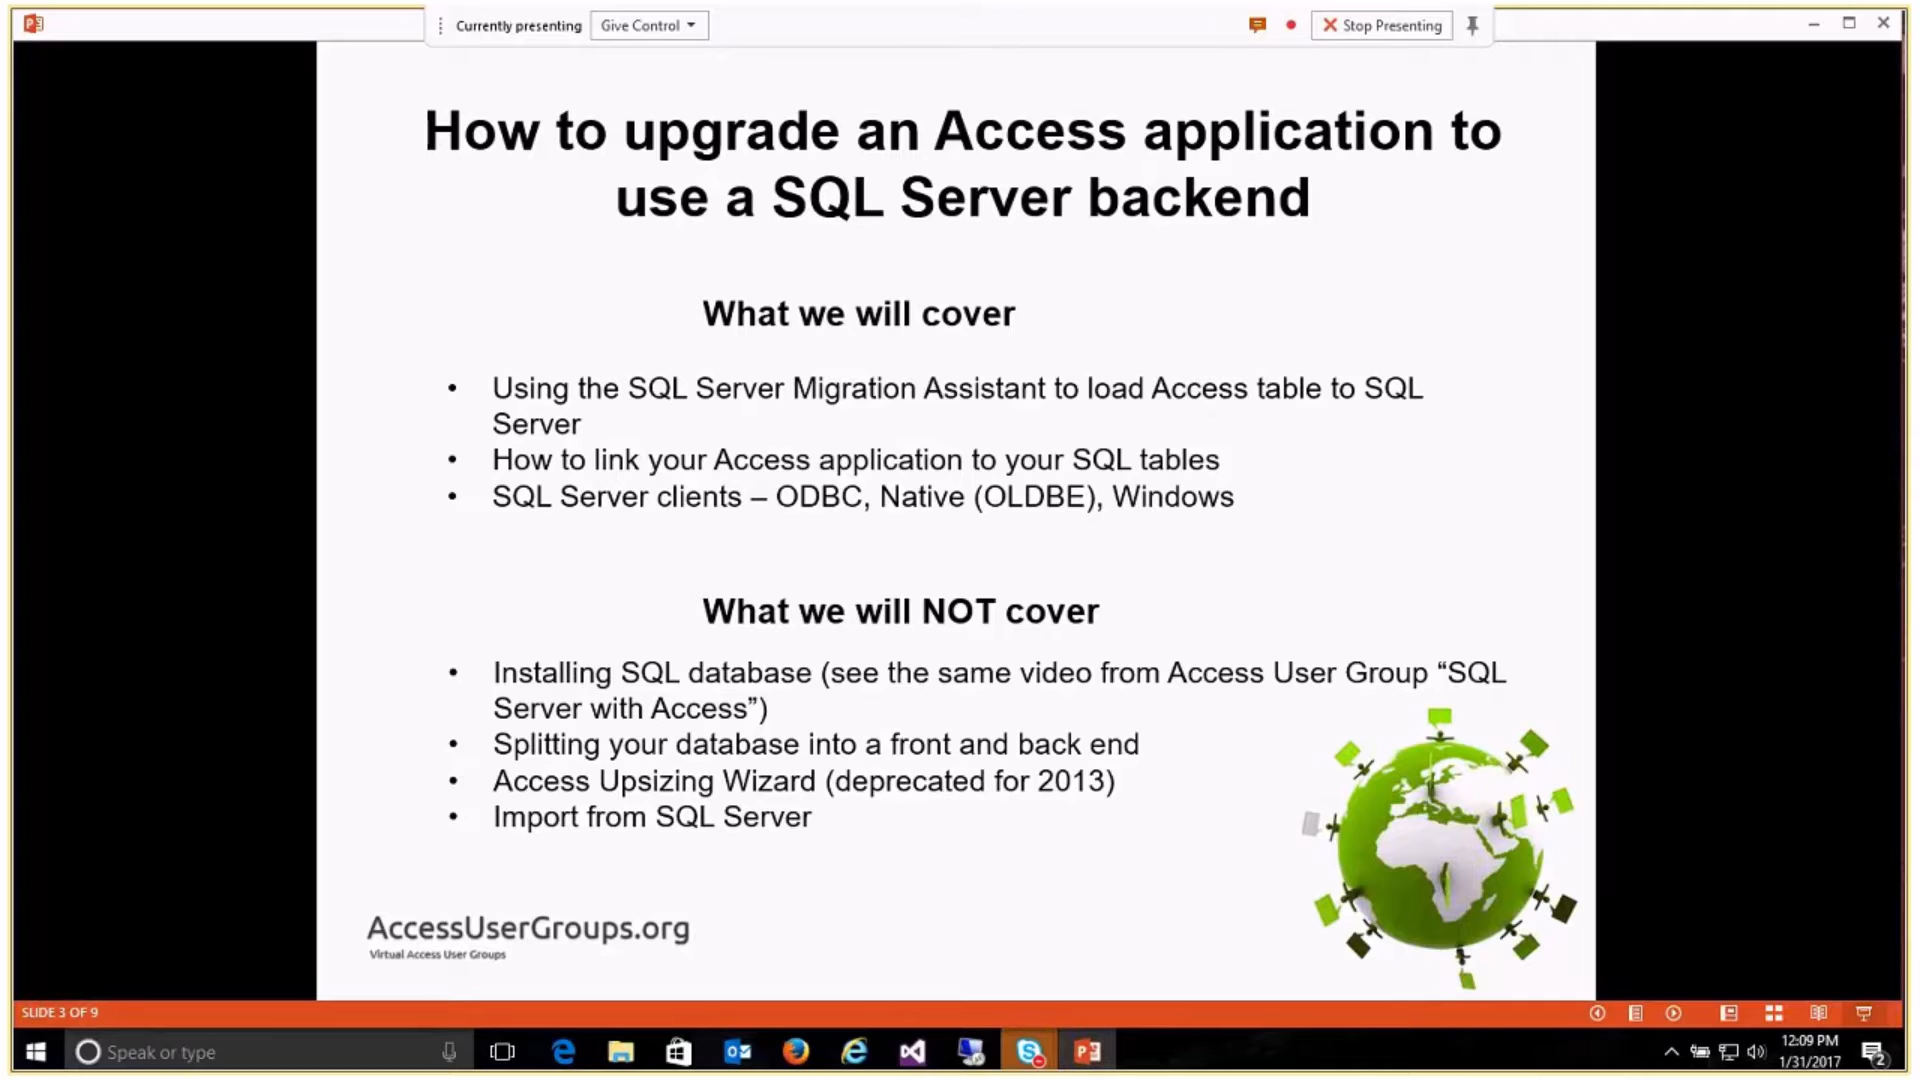 Currently presenting
Give Control
Stop Presenting
How to upgrade an Access application to
use a SQL Server backend
What we will cover
• Using the SQL Server Migration Assistant to load Access table to SQL
Server
• How to link your Access application to your SQL tables
• SQL Server clients – ODBC, Native (OLDBE), Windows
What we will NOT cover
• Installing SQL database (see the same video from Access User Group “SQL
Server with Access”)
• Splitting your database into a front and back end
• Access Upsizing Wizard (deprecated for 2013)
• Import from SQL Server
AccessUserGroups.org
Virtual Access User Groups
SLIDE 3 OF 9
Speak or type
12:09 PM
1/31/2017
2